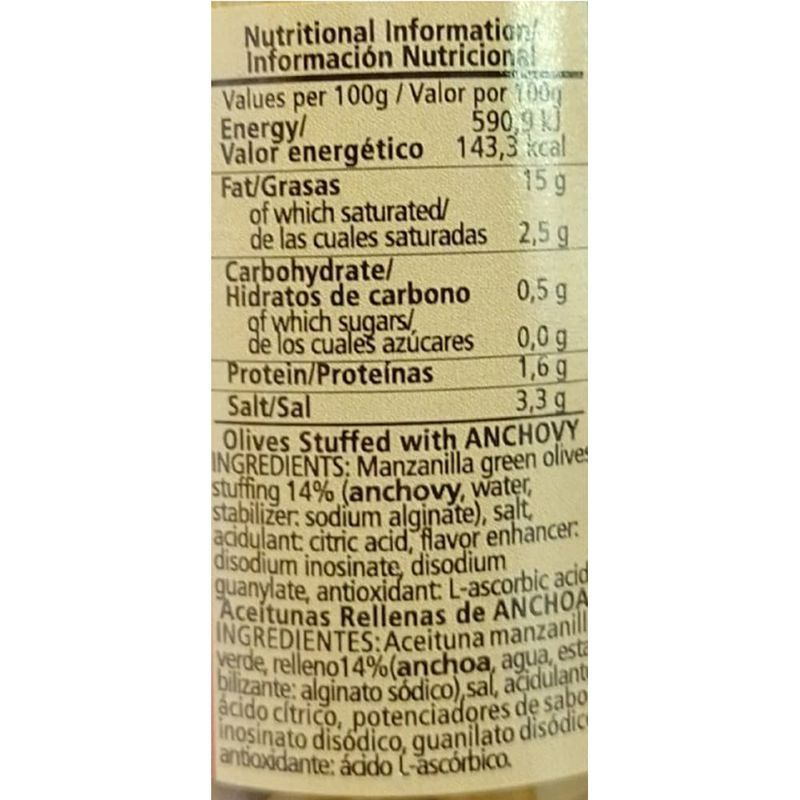 Nutritional Information/
Información Nutricional
Values per 100g / Valor por 100g
Energy/ 590,9 kJ
Valor energético 143,3 kcal
Fat/Grasas 15 g
of which saturated/
de las cuales saturadas 2,5 g
Carbohydrate/
Hidratos de carbono 0,5 g
of which sugars/
de los cuales azúcares 0,0 g
Protein/Proteínas 1,6 g
Salt/Sal 3,3 g
Olives Stuffed with ANCHOVY
INGREDIENTS: Manzanilla green olives
stuffing 14% (anchovy, water,
stabilizer: sodium alginate), salt,
acidulant: citric acid, flavor enhancer:
disodium inosinate, disodium
guanylate, antioxidant: L-ascorbic acid
Aceitunas Rellenas de ANCHOA
INGREDIENTES: Aceituna manzanill
verde, relleno14%(anchoa, agua, esta
bilizante: alginato sódico), sal, acidulante
ácido cítrico, potenciadores de sabo
inosinato disódico, guanilato disódico
antioxidante: ácido L-ascórbico.